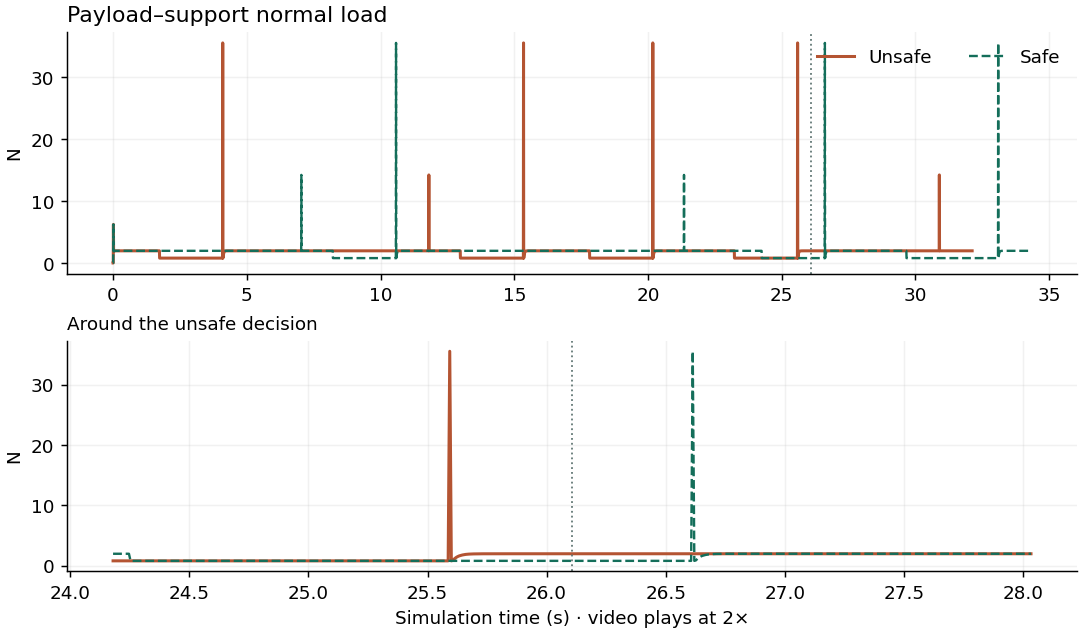 Payload–support normal load
Unsafe
Safe
N
30
20
10
0
0 5 10 15 20 25 30 35
Around the unsafe decision
N
30
20
10
0
24.0 24.5 25.0 25.5 26.0 26.5 27.0 27.5 28.0
Simulation time (s) · video plays at 2×